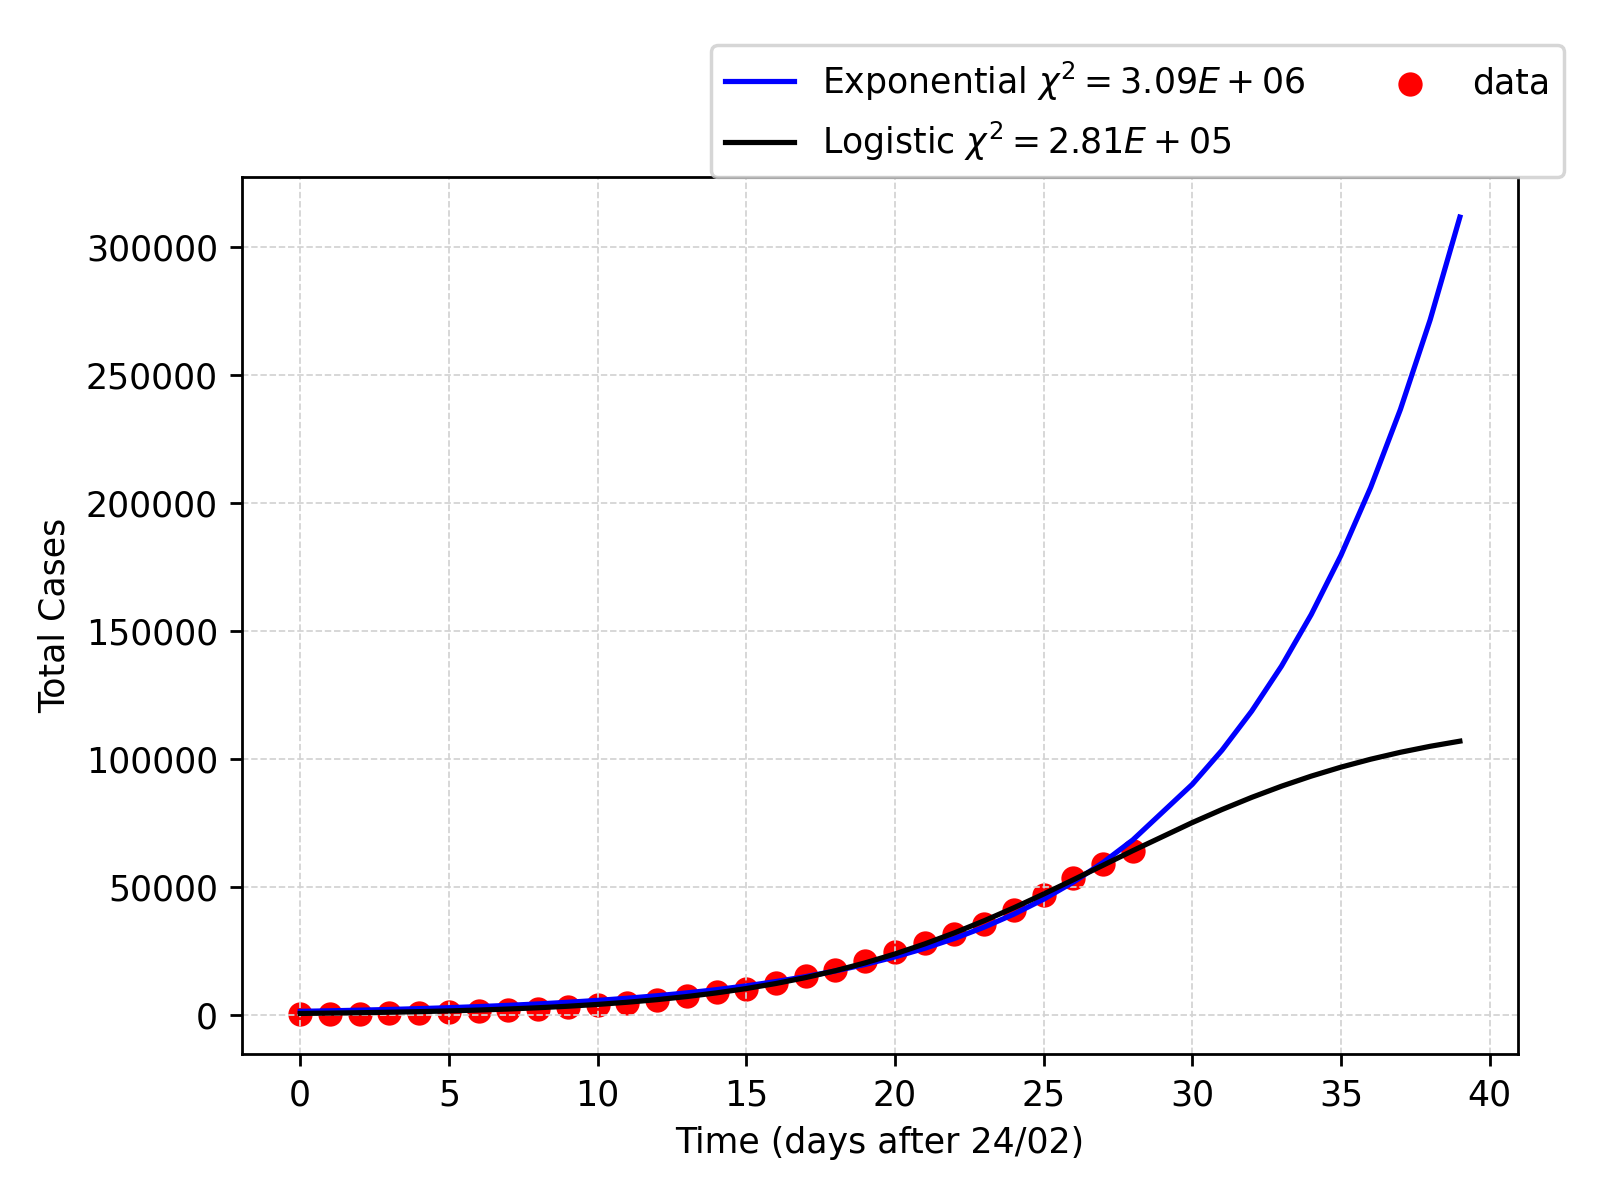 Exponential χ² = 3.09E + 06
Logistic χ² = 2.81E + 05
data
300000
250000
200000
150000
100000
50000
0
Total Cases
0 5 10 15 20 25 30 35 40
Time (days after 24/02)